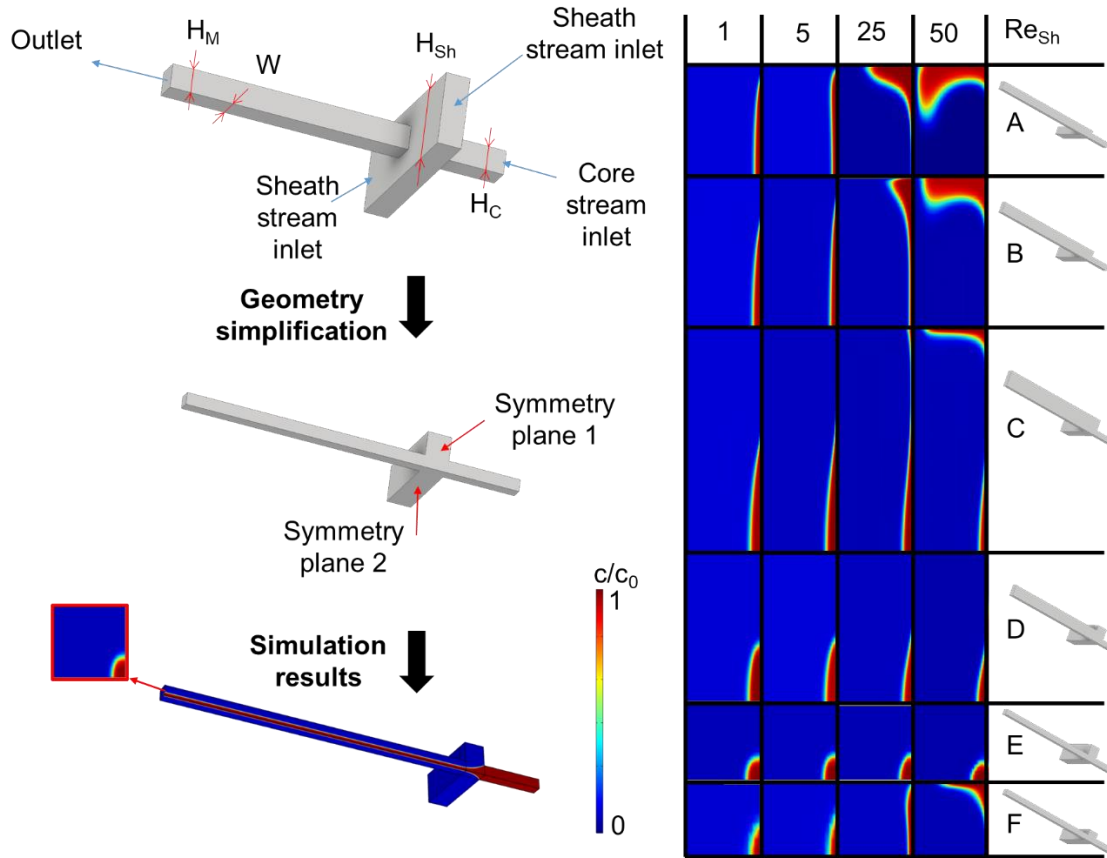 Outlet
H_M
W
H_Sh
Sheath
stream inlet
Sheath
stream
inlet
H_C
Core
stream
inlet
Geometry
simplification
Symmetry
plane 1
Symmetry
plane 2
Simulation
results
c/c_0
1
0
1 5 25 50 Re_Sh
A
B
C
D
E
F